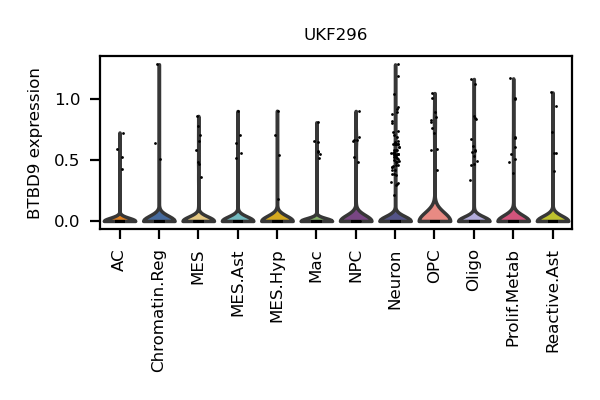 UKF296
BTBD9 expression
1.0
0.5
0.0
AC
Chromatin.Reg
MES
MES.Ast
MES.Hyp
Mac
NPC
Neuron
OPC
Oligo
Prolif.Metab
Reactive.Ast